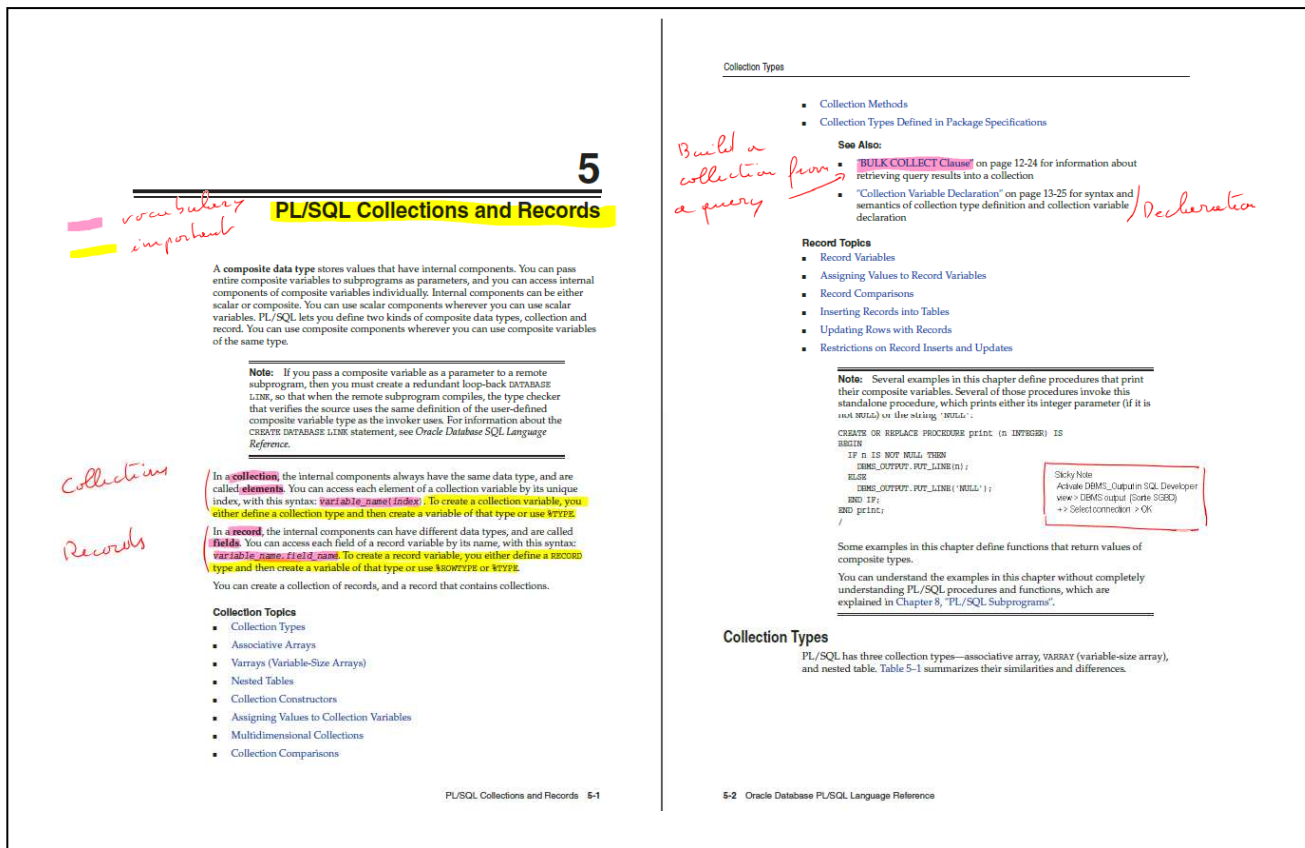 5
vocabulary
important
PL/SQL Collections and Records
A composite data type stores values that have internal components. You can pass
entire composite variables to subprograms as parameters, and you can access internal
components of composite variables individually. Internal components can be either
scalar or composite. You can use scalar components wherever you can use scalar
variables. PL/SQL lets you define two kinds of composite data types, collection and
record. You can use composite components wherever you can use composite variables
of the same type.
Note: If you pass a composite variable as a parameter to a remote
subprogram, then you must create a redundant loop-back DATABASE
LINK, so that when the remote subprogram compiles, the type checker
that verifies the source uses the same definition of the user-defined
composite variable type as the invoker uses. For information about the
CREATE DATABASE LINK statement, see Oracle Database SQL Language
Reference.
Collections
In a collection, the internal components always have the same data type, and are
called elements. You can access each element of a collection variable by its unique
index, with this syntax: variable_name(index). To create a collection variable, you
either define a collection type and then create a variable of that type or use %TYPE.
Records
In a record, the internal components can have different data types, and are called
fields. You can access each field of a record variable by its name, with this syntax:
variable_name.field_name. To create a record variable, you either define a RECORD
type and then create a variable of that type or use %ROWTYPE or %TYPE.
You can create a collection of records, and a record that contains collections.
Collection Topics
▪ Collection Types
▪ Associative Arrays
▪ Varrays (Variable-Size Arrays)
▪ Nested Tables
▪ Collection Constructors
▪ Assigning Values to Collection Variables
▪ Multidimensional Collections
▪ Collection Comparisons
PL/SQL Collections and Records 5-1
Collection Types
▪ Collection Methods
▪ Collection Types Defined in Package Specifications
See Also:
Build a
collection from
a query
▪ "BULK COLLECT Clause" on page 12-24 for information about
retrieving query results into a collection
▪ "Collection Variable Declaration" on page 13-25 for syntax and
semantics of collection type definition and collection variable
declaration
Decleration
Record Topics
▪ Record Variables
▪ Assigning Values to Record Variables
▪ Record Comparisons
▪ Inserting Records into Tables
▪ Updating Rows with Records
▪ Restrictions on Record Inserts and Updates
Note: Several examples in this chapter define procedures that print
their composite variables. Several of those procedures invoke this
standalone procedure, which prints either its integer parameter (if it is
not NULL) or the string 'NULL'.
CREATE OR REPLACE PROCEDURE print (n INTEGER) IS
BEGIN
IF n IS NOT NULL THEN
DBMS_OUTPUT.PUT_LINE(n);
ELSE
DBMS_OUTPUT.PUT_LINE('NULL');
END IF;
END print;
/
Sticky Note
Activate DBMS_Output in SQL Developer
view > DBMS output (Sortie SGBD)
+ > Select connection > OK
Some examples in this chapter define functions that return values of
composite types.
You can understand the examples in this chapter without completely
understanding PL/SQL procedures and functions, which are
explained in Chapter 8, "PL/SQL Subprograms".
Collection Types
PL/SQL has three collection types—associative array, VARRAY (variable-size array),
and nested table. Table 5–1 summarizes their similarities and differences.
5-2 Oracle Database PL/SQL Language Reference